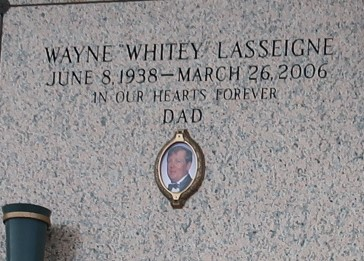 WAYNE "WHITEY" LASSEIGNE
JUNE 8, 1938 — MARCH 26, 2006
IN OUR HEARTS FOREVER
DAD